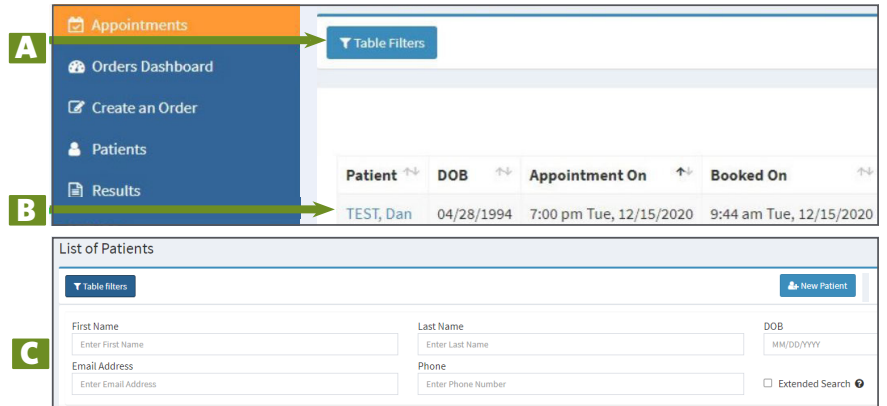 Appointments
A
Table Filters
Orders Dashboard
Create an Order
Patients
Patient DOB Appointment On Booked On
Results
B
TEST, Dan 04/28/1994 7:00 pm Tue, 12/15/2020 9:44 am Tue, 12/15/2020
List of Patients
Table filters New Patient
First Name Last Name DOB
Enter First Name Enter Last Name MM/DD/YYYY
C
Email Address Phone
Enter Email Address Enter Phone Number Extended Search ?